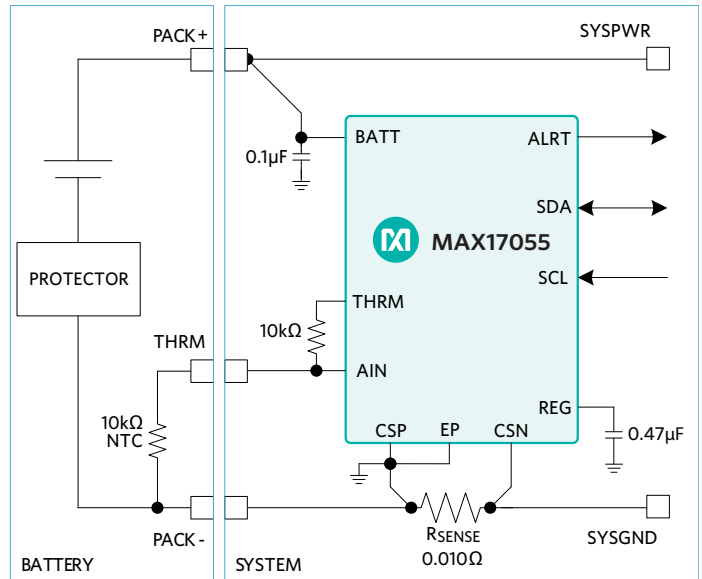 PACK+
SYSPWR
BATT
ALRT
0.1µF
SDA
MAX17055
SCL
PROTECTOR
THRM
10kΩ
THRM
AIN
10kΩ
NTC
REG
0.47µF
CSP
EP
CSN
PACK-
RSENSE
0.010Ω
SYSGND
BATTERY
SYSTEM